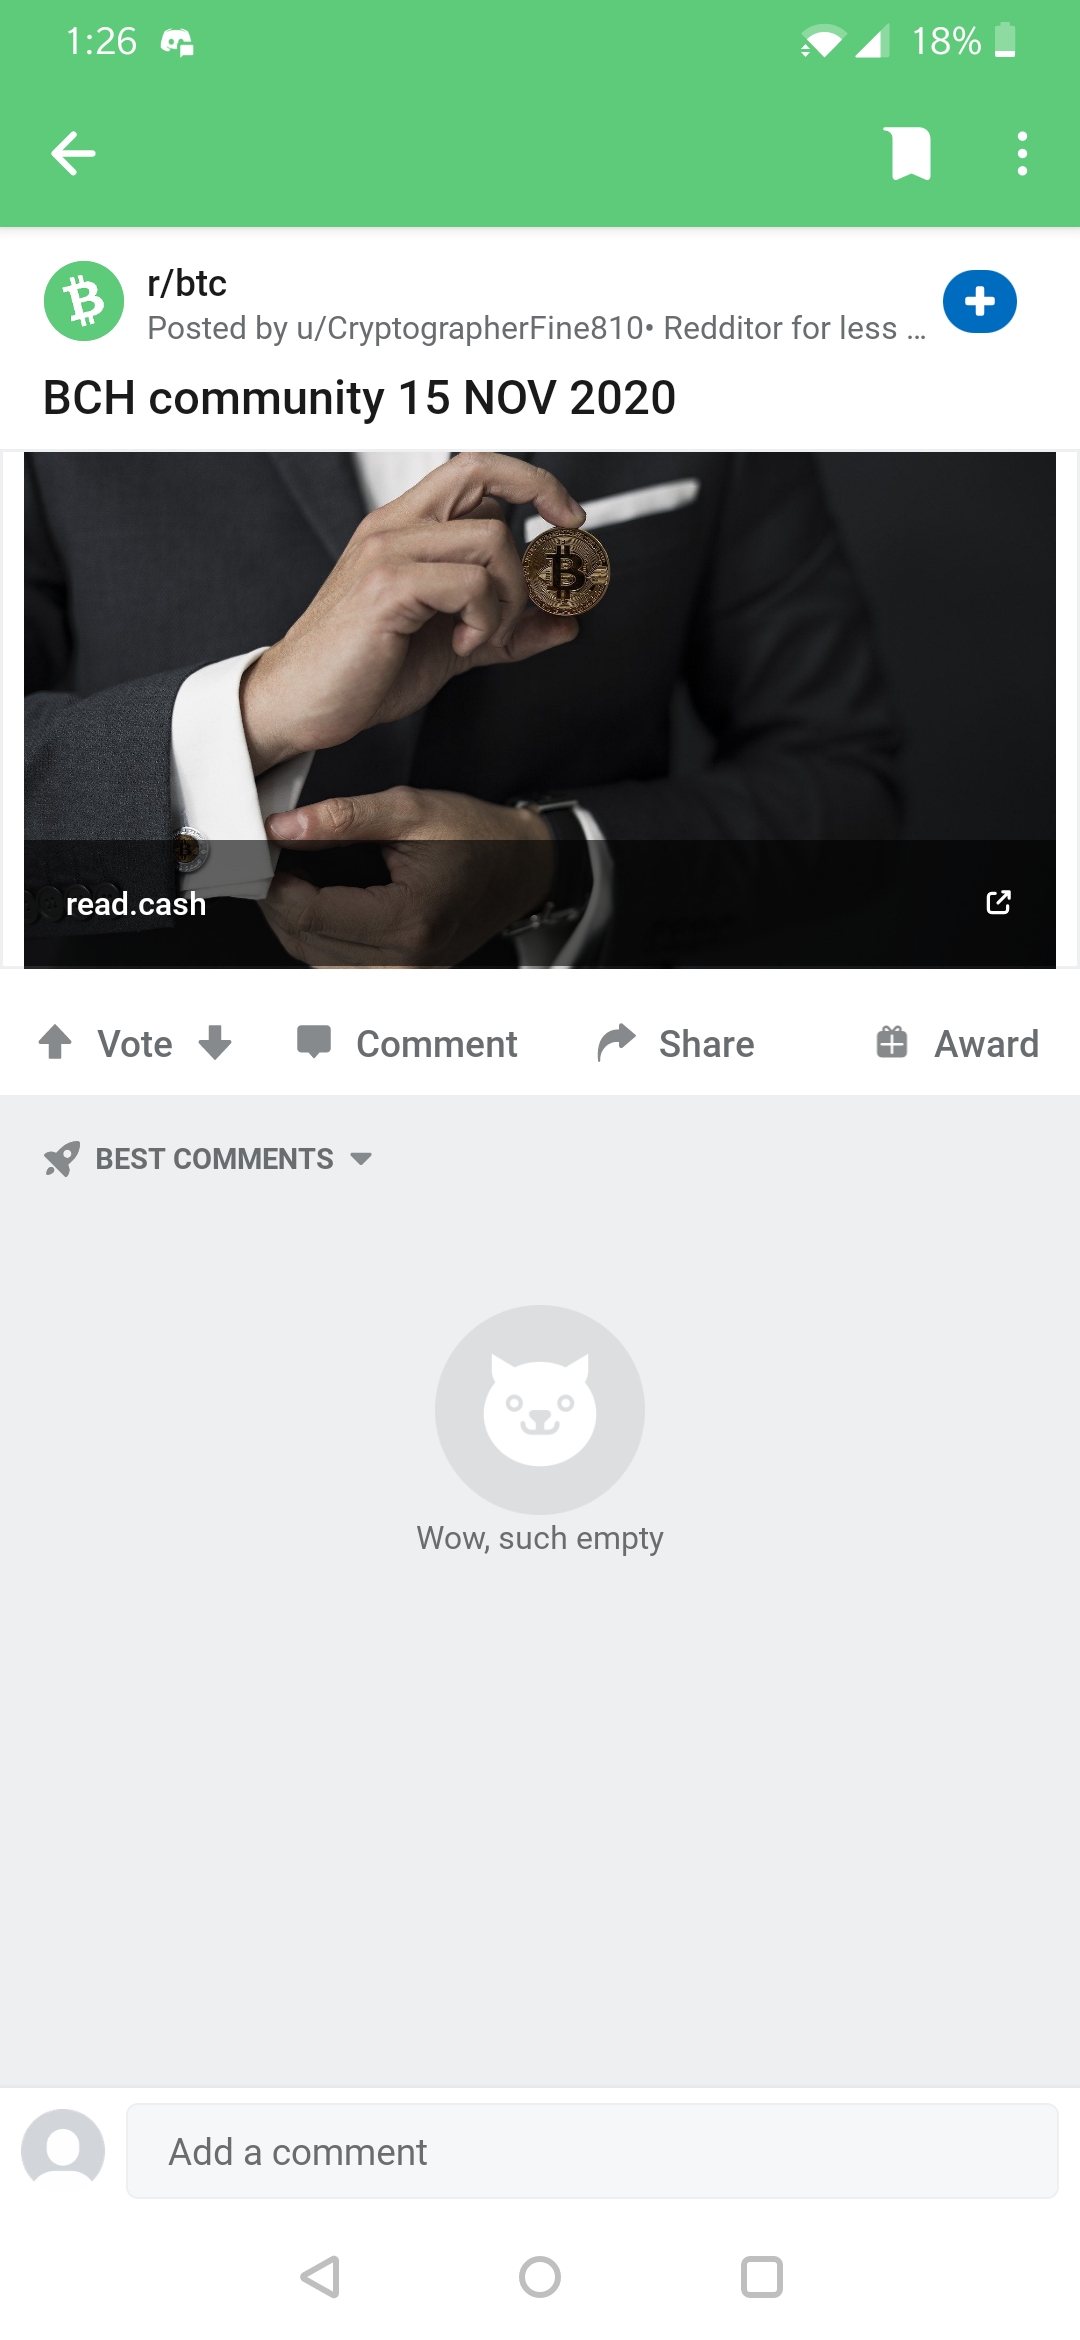 1:26
18%
r/btc
Posted by u/CryptographerFine810• Redditor for less ...
BCH community 15 NOV 2020
read.cash
Vote
Comment
Share
Award
BEST COMMENTS
Wow, such empty
Add a comment